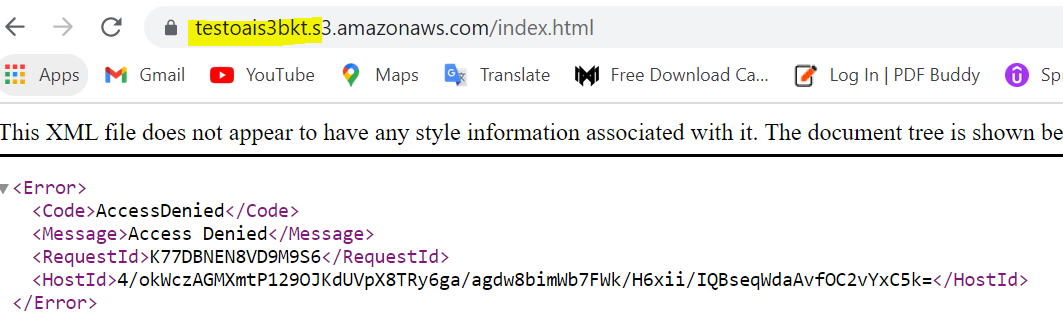 testoais3bkt.s3.amazonaws.com/index.html
Apps Gmail YouTube Maps Translate Free Download Ca... Log In | PDF Buddy Sp
This XML file does not appear to have any style information associated with it. The document tree is shown be
<Error>
<Code>AccessDenied</Code>
<Message>Access Denied</Message>
<RequestId>K77DBNEN8VD9M9S6</RequestId>
<HostId>4/okWczAGMXmtP129OJKdUVpX8TRy6ga/agdw8bimWb7FWk/H6xii/IQBseqWdaAvfOC2vYxC5k=</HostId>
</Error>